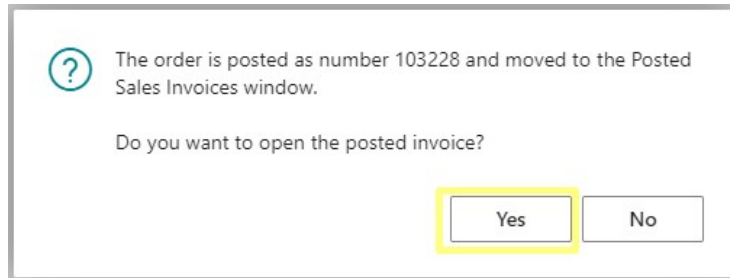 The order is posted as number 103228 and moved to the Posted
Sales Invoices window.
Do you want to open the posted invoice?
Yes
No